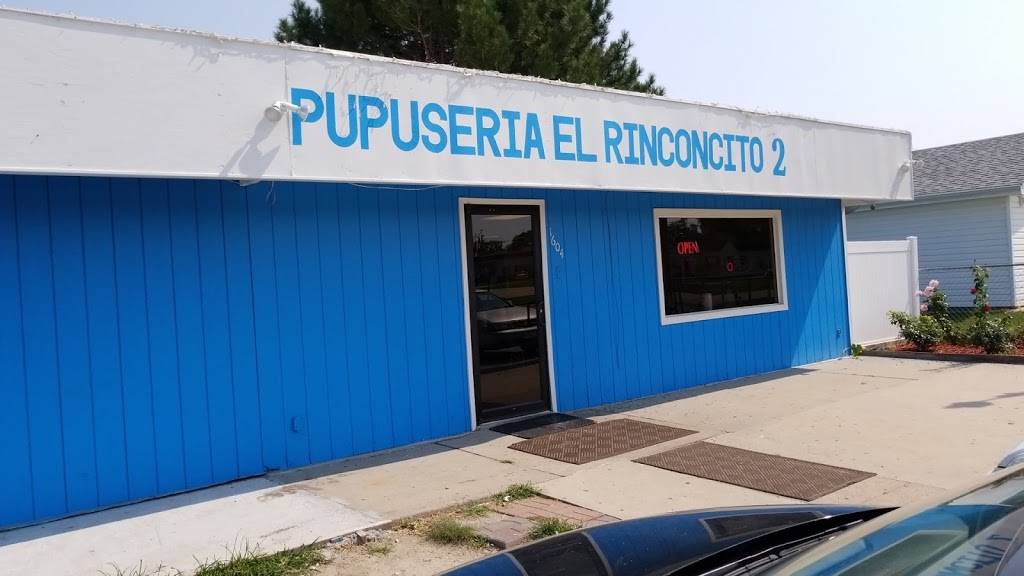 PUPUSERIA EL RINCONCITO 2
1604
OPEN